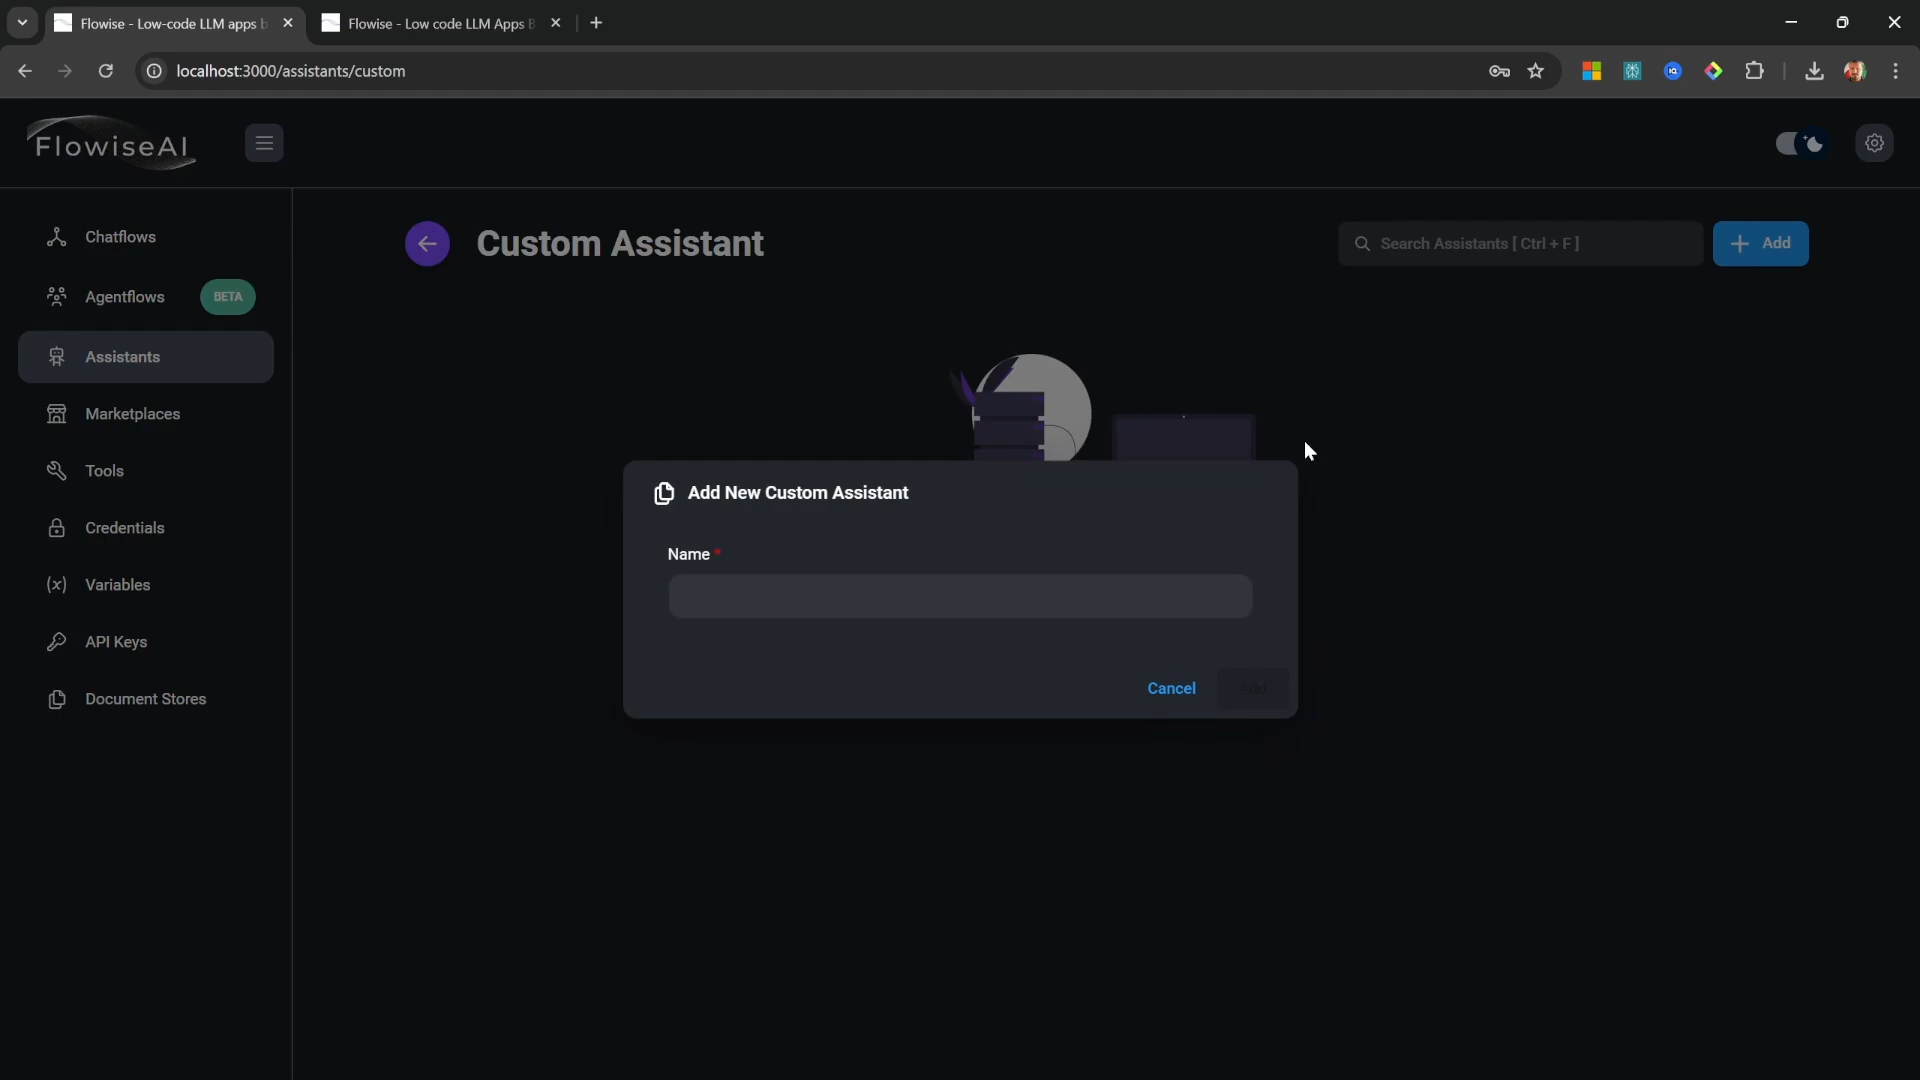 Flowise - Low-code LLM apps b
Flowise - Low code LLM Apps B
localhost:3000/assistants/custom
FlowiseAI
Chatflows
Agentflows
BETA
Assistants
Marketplaces
Tools
Credentials
Variables
API Keys
Document Stores
Custom Assistant
Search Assistants [ Ctrl + F ]
Add
Add New Custom Assistant
Name *
Cancel
Add